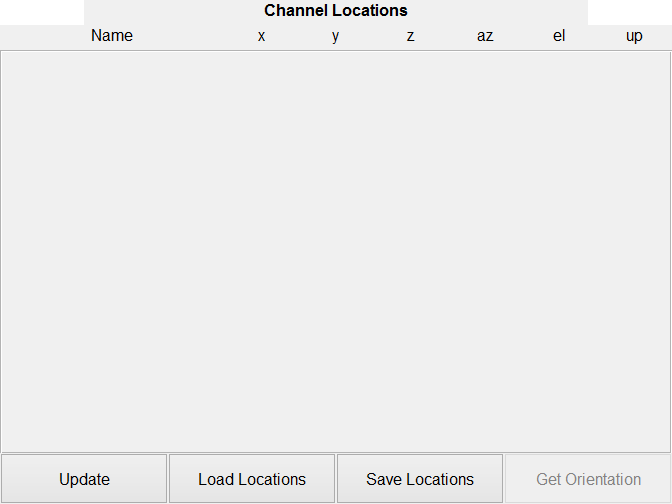 Channel Locations
Name x y z az el up
Update Load Locations Save Locations Get Orientation